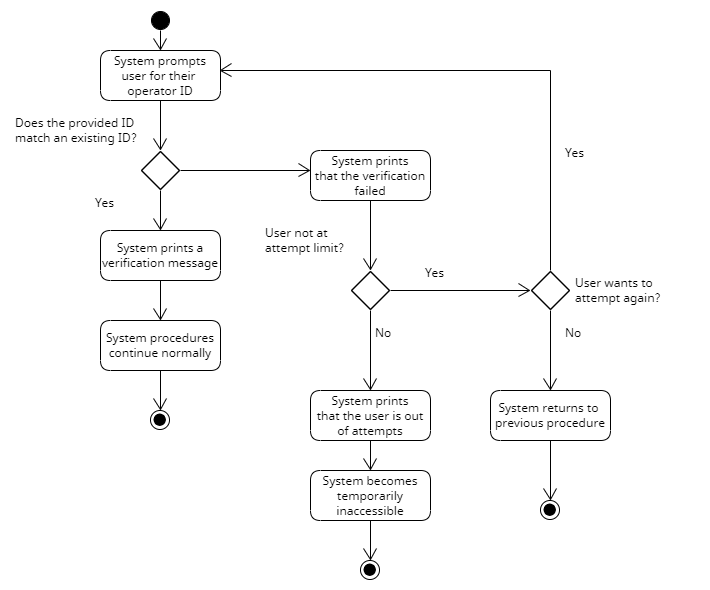 System prompts
user for their
operator ID
Does the provided ID
match an existing ID?
Yes
System prints
that the verification
failed
Yes
Yes
System prints a
verification message
User not at
attempt limit?
Yes
User wants to
attempt again?
System procedures
continue normally
No
No
System prints
that the user is out
of attempts
System returns to
previous procedure
System becomes
temporarily
inaccessible